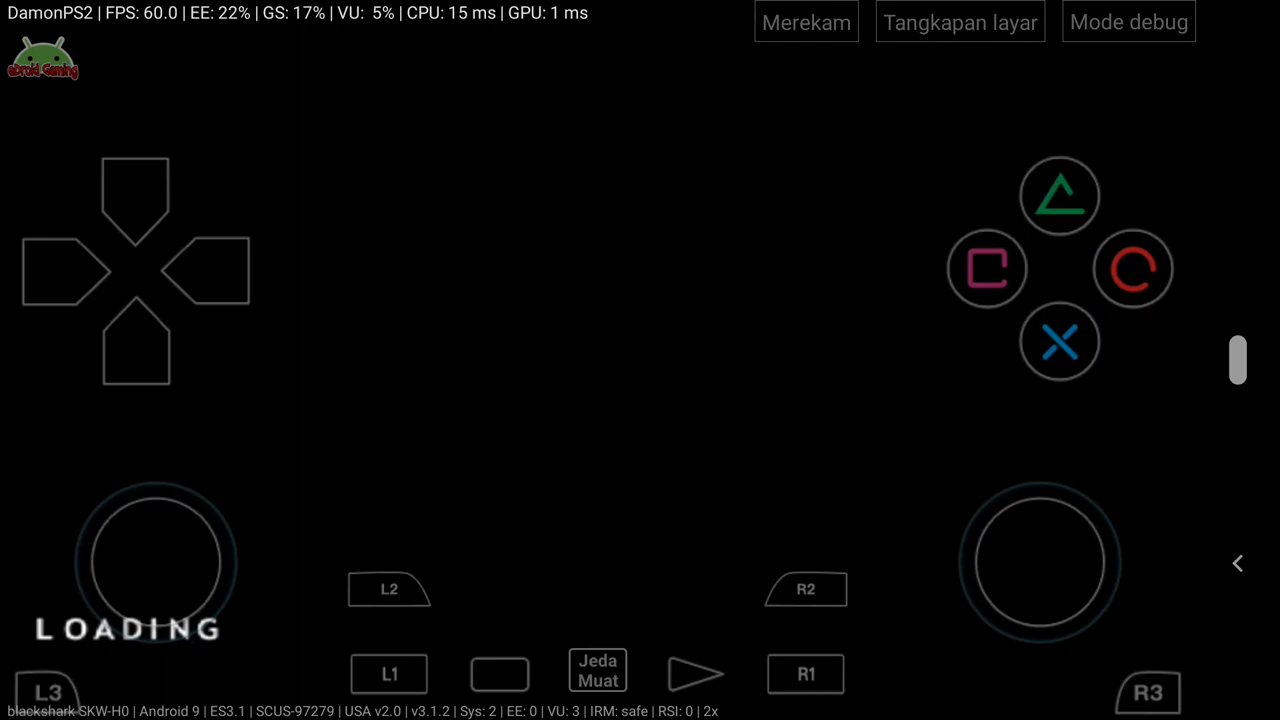 DamonPS2 | FPS: 60.0 | EE: 22% | GS: 17% | VU:  5% | CPU: 15 ms | GPU: 1 ms
Merekam
Tangkapan layar
Mode debug
aDroid Gaming
L2
R2
LOADING
L1
Jeda
Muat
R1
L3
R3
blackshark SKW-H0 | Android 9 | ES3.1 | SCUS-97279 | USA v2.0 | v3.1.2 | Sys: 2 | EE: 0 | VU: 3 | IRM: safe | RSI: 0 | 2x